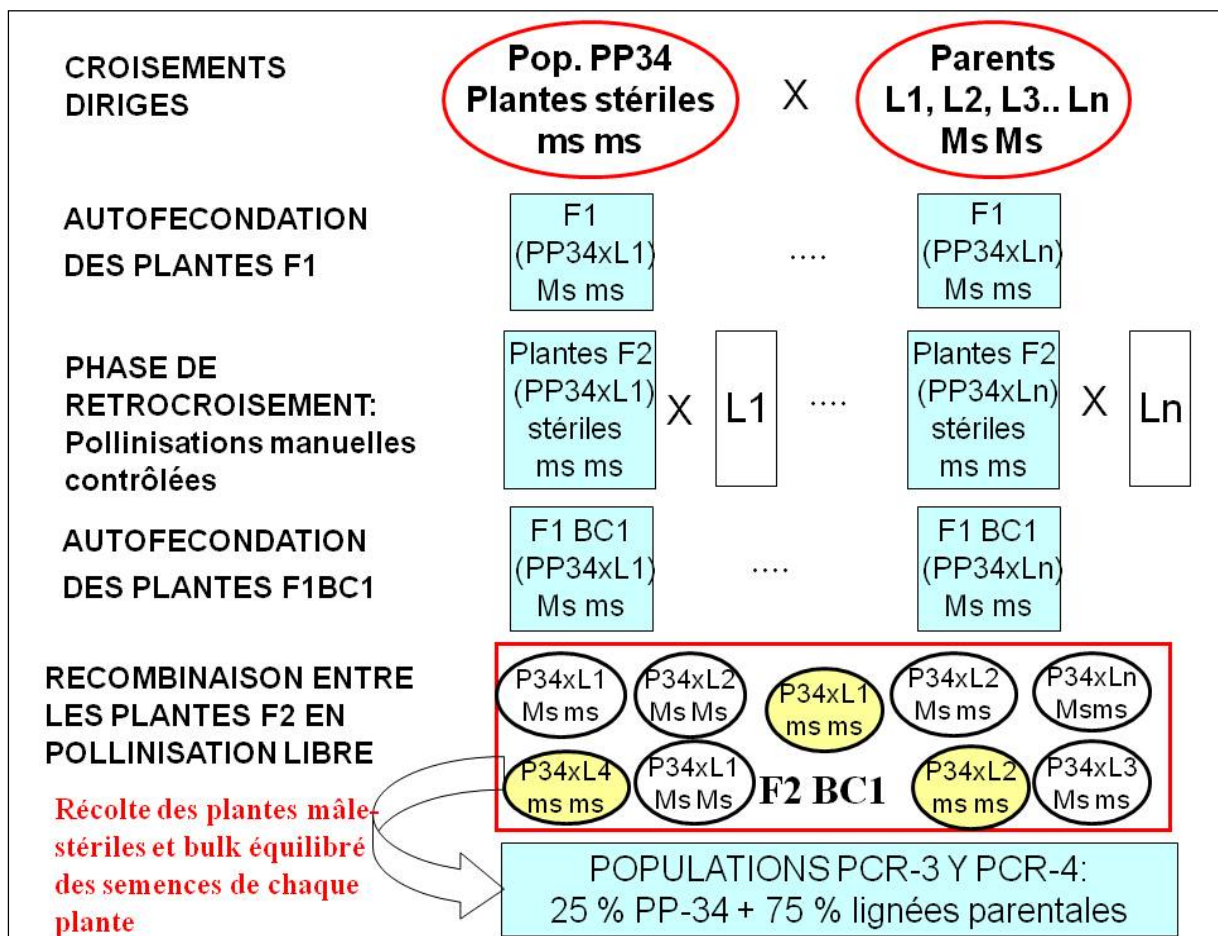 CROISEMENTS
DIRIGES
Pop. PP34
Plantes stériles
ms ms
X
Parents
L1, L2, L3.. Ln
Ms Ms
AUTOFECONDATION
DES PLANTES F1
F1
(PP34xL1)
Ms ms
....
F1
(PP34xLn)
Ms ms
PHASE DE
RETROCROISEMENT:
Pollinisations manuelles
contrôlées
Plantes F2
(PP34xL1)
stériles
ms ms
X
L1
....
Plantes F2
(PP34xLn)
stériles
ms ms
X
Ln
AUTOFECONDATION
DES PLANTES F1BC1
F1 BC1
(PP34xL1)
Ms ms
....
F1 BC1
(PP34xLn)
Ms ms
RECOMBINAISON ENTRE
LES PLANTES F2 EN
POLLINISATION LIBRE
P34xL1
Ms ms
P34xL2
Ms Ms
P34xL1
ms ms
P34xL2
Ms ms
P34xLn
Msms
P34xL4
ms ms
P34xL1
Ms Ms
F2 BC1
P34xL2
ms ms
P34xL3
Ms ms
Récolte des plantes mâle-
stériles et bulk équilibré
des semences de chaque
plante
POPULATIONS PCR-3 Y PCR-4:
25 % PP-34 + 75 % lignées parentales